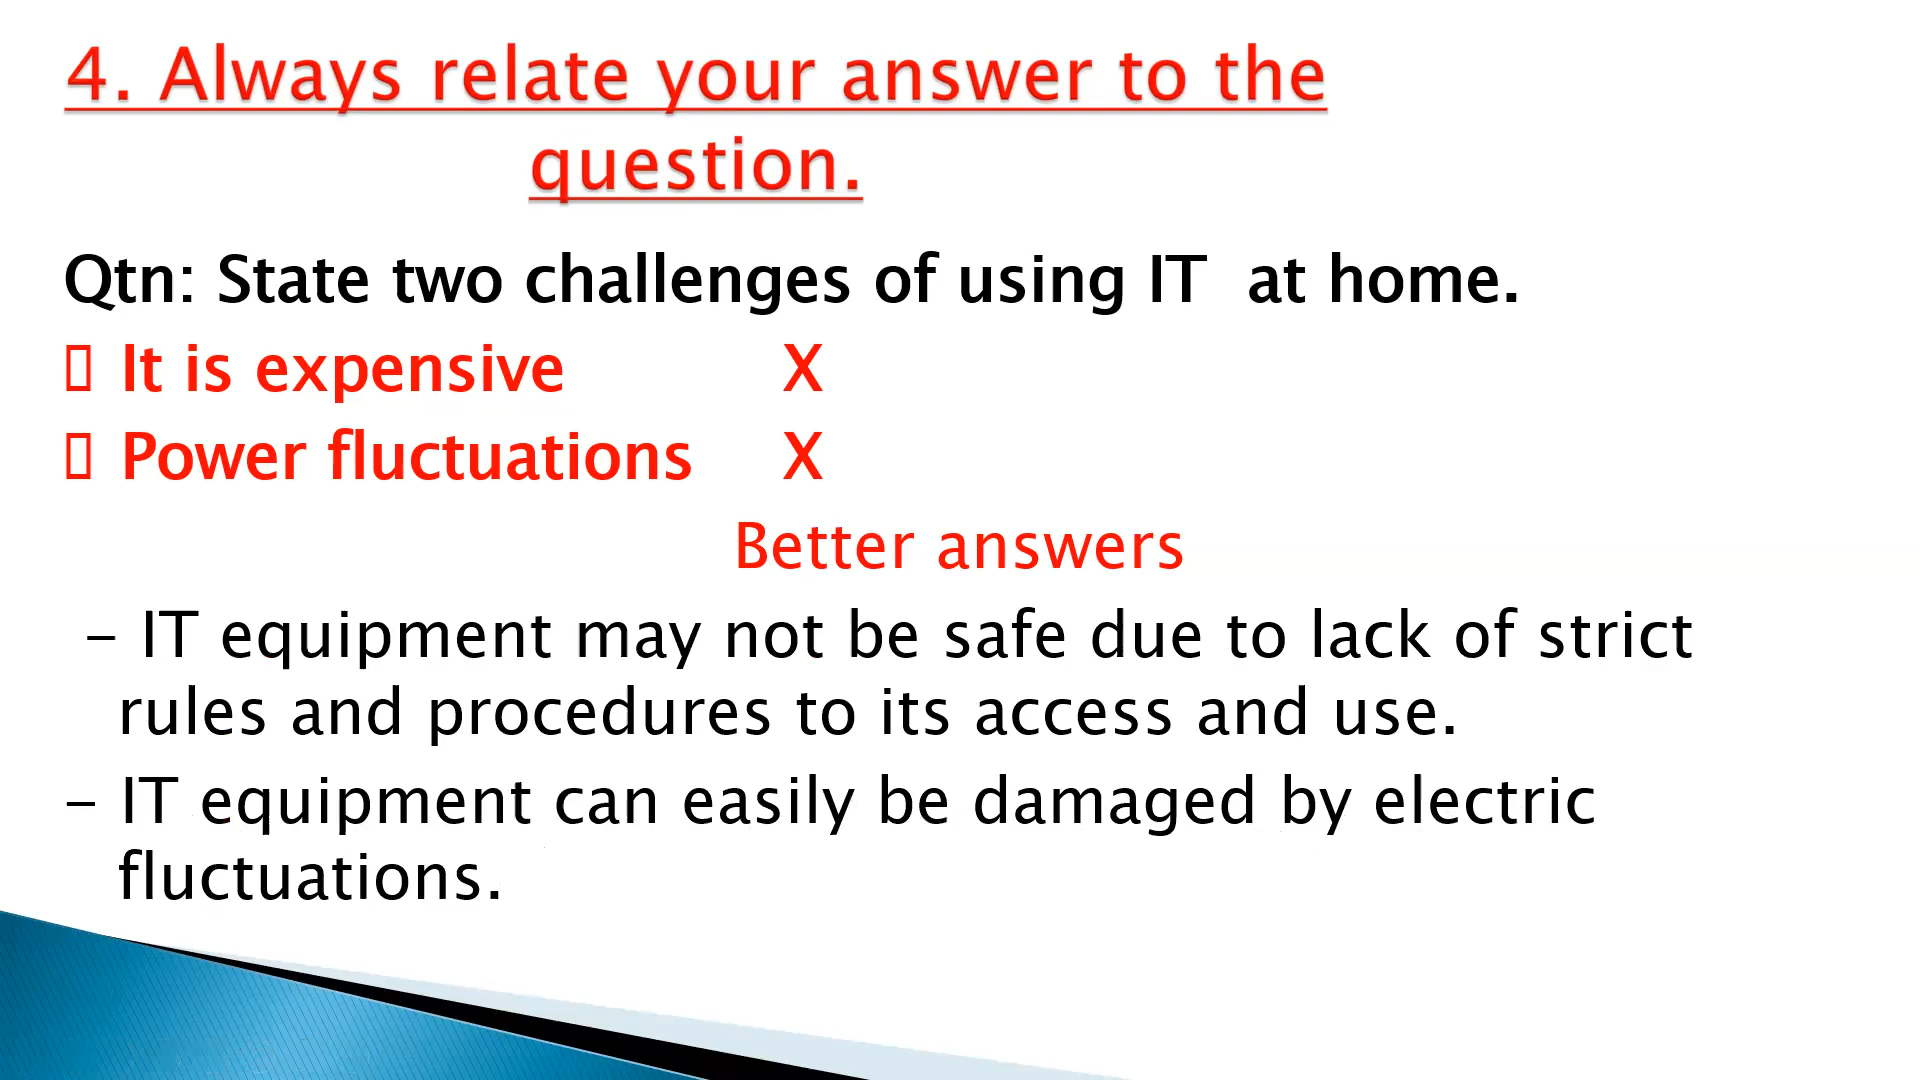 4. Always relate your answer to the
question.
Qtn: State two challenges of using IT at home.
It is expensive X
Power fluctuations X
Better answers
- IT equipment may not be safe due to lack of strict
rules and procedures to its access and use.
- IT equipment can easily be damaged by electric
fluctuations.